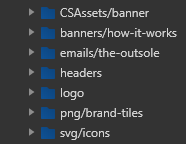 CSAssets/banner
banners/how-it-works
emails/the-outsole
headers
logo
png/brand-tiles
svg/icons